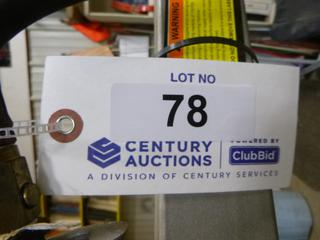 WARNING
LOT NO
78
CENTURY AUCTIONS
POWERED BY
ClubBid
A DIVISION OF CENTURY SERVICES